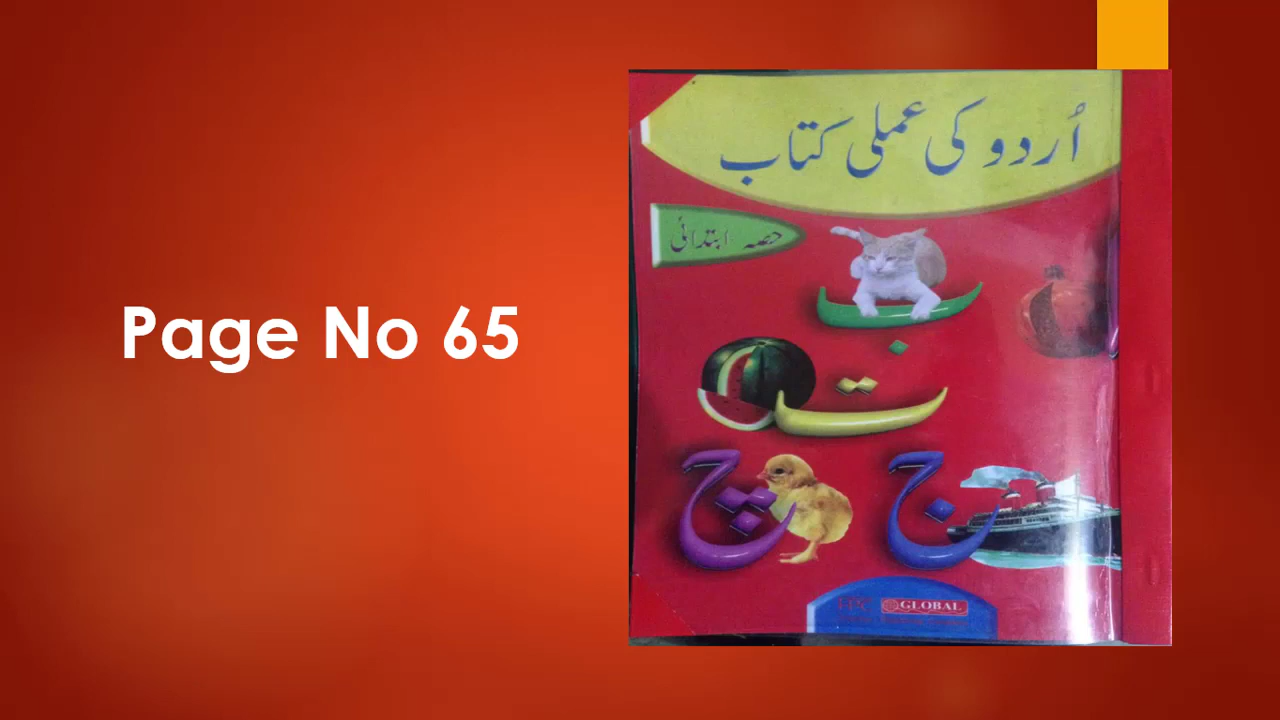 Page No 65
اُردو کی عملی کتاب
حصہ ابتدائی
ب
ت
چ ج
GLOBAL